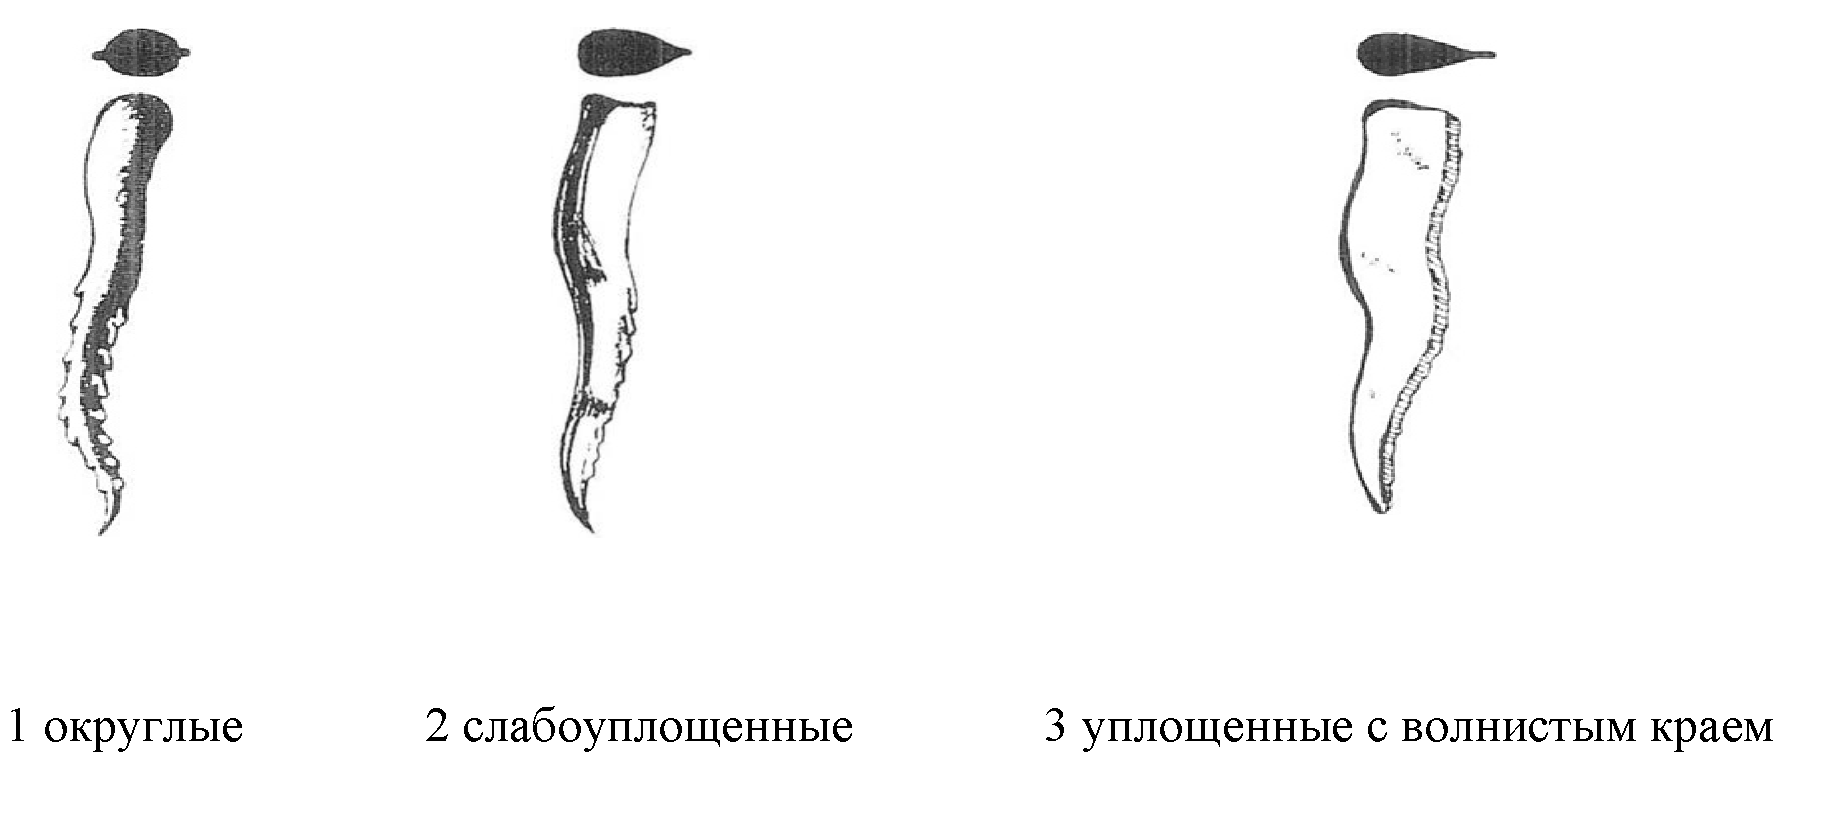 1 округлые
2 слабоуплощенные
3 уплощенные с волнистым краем